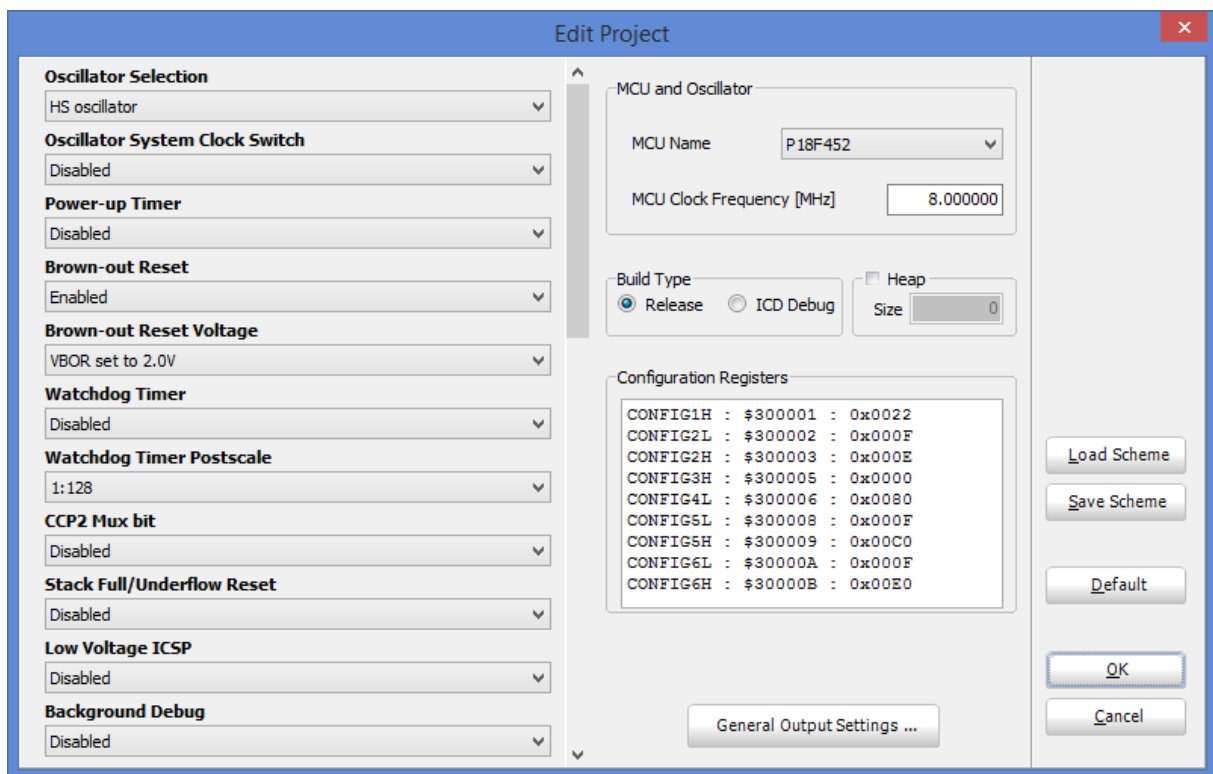 Edit Project
Oscillator Selection
HS oscillator
Oscillator System Clock Switch
Disabled
Power-up Timer
Disabled
Brown-out Reset
Enabled
Brown-out Reset Voltage
VBOR set to 2.0V
Watchdog Timer
Disabled
Watchdog Timer Postscale
1:128
CCP2 Mux bit
Disabled
Stack Full/Underflow Reset
Disabled
Low Voltage ICSP
Disabled
Background Debug
Disabled
MCU and Oscillator
MCU Name P18F452
MCU Clock Frequency [MHz] 8.000000
Build Type
Release ICD Debug
Heap
Size 0
Configuration Registers
CONFIG1H : $300001 : 0x0022
CONFIG2L : $300002 : 0x000F
CONFIG2H : $300003 : 0x000E
CONFIG3H : $300005 : 0x0000
CONFIG4L : $300006 : 0x0080
CONFIG5L : $300008 : 0x000F
CONFIG5H : $300009 : 0x00C0
CONFIG6L : $30000A : 0x000F
CONFIG6H : $30000B : 0x00E0
General Output Settings ...
Load Scheme
Save Scheme
Default
OK
Cancel